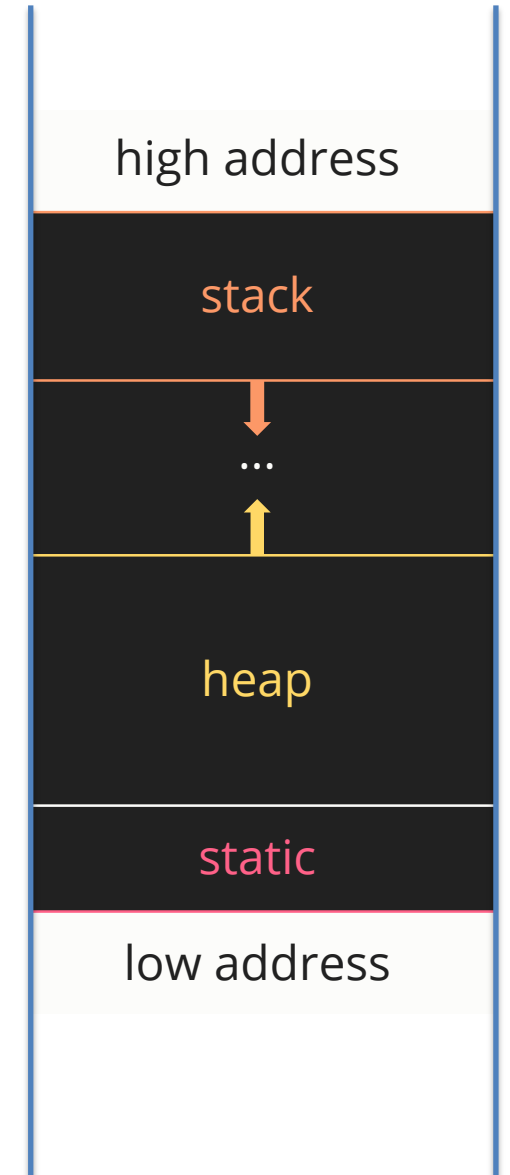 high address
stack
...
heap
static
low address